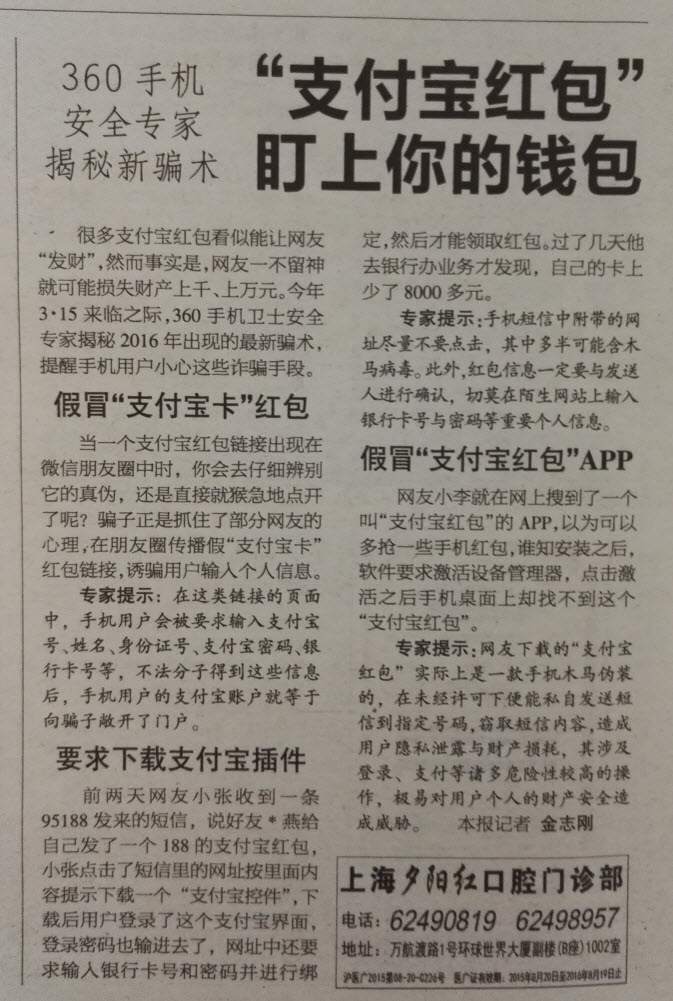 360 手机
安全专家
揭秘新骗术
“支付宝红包”
盯上你的钱包
很多支付宝红包看似能让网友
“发财”,然而事实是,网友一不留神
就可能损失财产上千、上万元。今年
3·15 来临之际,360 手机卫士安全
专家揭秘 2016 年出现的最新骗术,
提醒手机用户小心这些诈骗手段。
假冒“支付宝卡”红包
当一个支付宝红包链接出现在
微信朋友圈中时,你会去仔细辨别
它的真伪，还是直接就猴急地点开
了呢？骗子正是抓住了部分网友的
心理,在朋友圈传播假“支付宝卡”
红包链接,诱骗用户输入个人信息。
专家提示：在这类链接的页面
中，手机用户会被要求输入支付宝
号、姓名、身份证号、支付宝密码、银
行卡号等，不法分子得到这些信息
后，手机用户的支付宝账户就等于
向骗子敞开了门户。
要求下载支付宝插件
前两天网友小张收到一条
95188 发来的短信，说好友＊燕给
自己发了一个 188 的支付宝红包,
小张点击了短信里的网址按里面内
容提示下载一个“支付宝控件”,下
载后用户登录了这个支付宝界面，
登录密码也输进去了，网址中还要
求输入银行卡号和密码并进行绑
定,然后才能领取红包。过了几天他
去银行办业务才发现，自己的卡上
少了 8000 多元。
专家提示:手机短信中附带的网
址尽量不要点击，其中多半可能含木
马病毒。此外,红包信息一定要与发送
人进行确认，切莫在陌生网站上输入
银行卡号与密码等重要个人信息。
假冒“支付宝红包”APP
网友小李就在网上搜到了一个
叫“支付宝红包”的 APP,以为可以
多抢一些手机红包,谁知安装之后,
软件要求激活设备管理器，点击激
活之后手机桌面上却找不到这个
“支付宝红包”。
专家提示:网友下载的“支付宝
红包”实际上是一款手机木马伪装
的，在未经许可下便能私自发送短
信到指定号码,窃取短信内容,造成
用户隐私泄露与财产损耗，其涉及
登录、支付等诸多危险性较高的操
作，极易对用户个人的财产安全造
成威胁。 本报记者 金志刚
上海夕阳红口腔门诊部
电话：62490819 62498957
地址：万航渡路1号环球世界大厦副楼(B座)1002室
沪医广2015第08-20-G226号 医广证有效期：2015年8月20日至2016年8月19日止